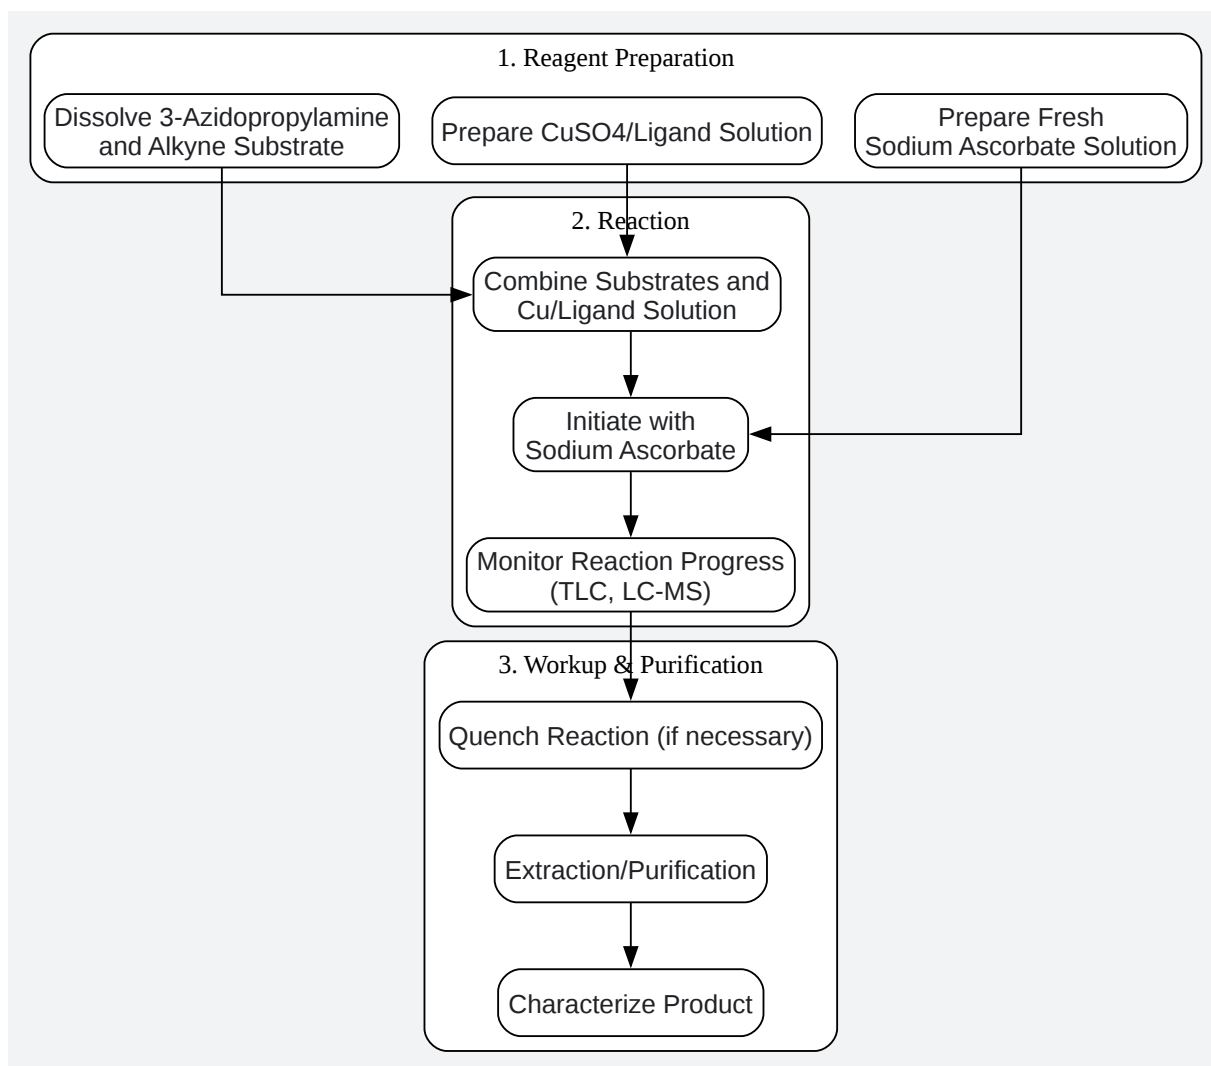 1. Reagent Preparation
Dissolve 3-Azidopropylamine
and Alkyne Substrate
Prepare CuSO4/Ligand Solution
Prepare Fresh
Sodium Ascorbate Solution
2. Reaction
Combine Substrates and
Cu/Ligand Solution
Initiate with
Sodium Ascorbate
Monitor Reaction Progress
(TLC, LC-MS)
3. Workup & Purification
Quench Reaction (if necessary)
Extraction/Purification
Characterize Product